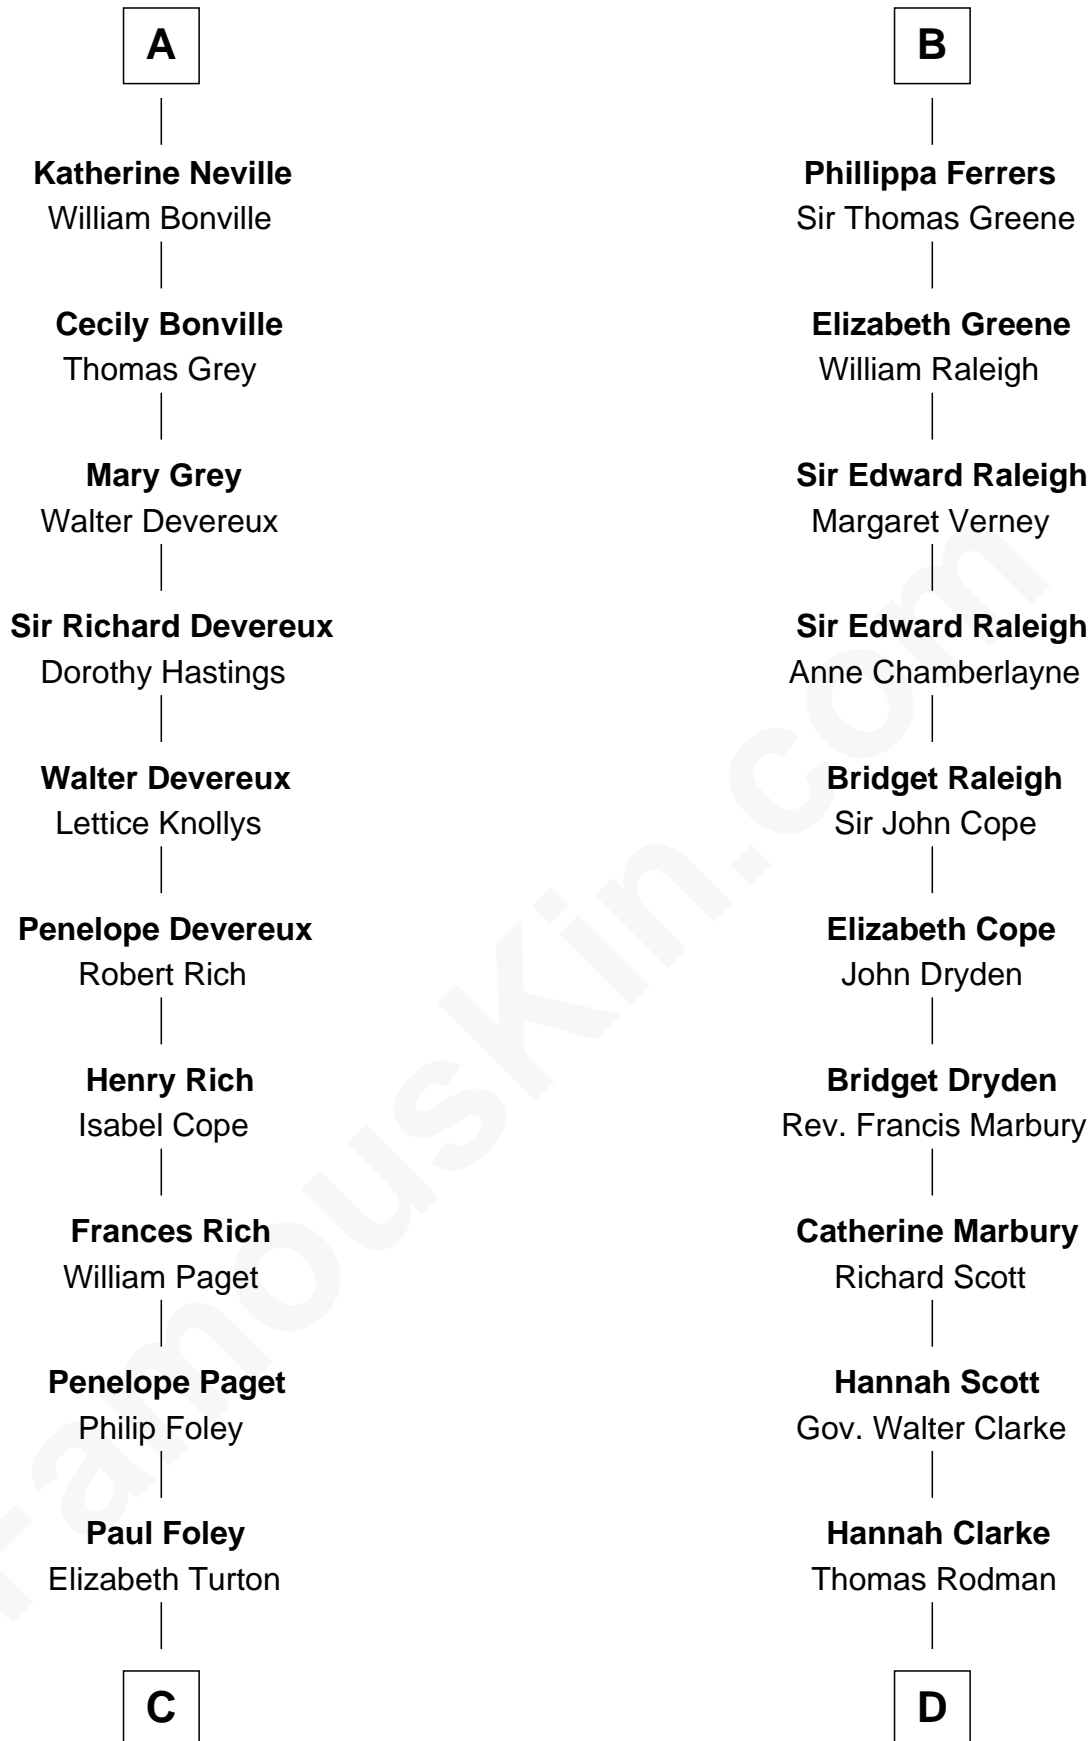 A
Katherine Neville
William Bonville
Cecily Bonville
Thomas Grey
Mary Grey
Walter Devereux
Sir Richard Devereux
Dorothy Hastings
Walter Devereux
Lettice Knollys
Penelope Devereux
Robert Rich
Henry Rich
Isabel Cope
Frances Rich
William Paget
Penelope Paget
Philip Foley
Paul Foley
Elizabeth Turton
C
B
Phillippa Ferrers
Sir Thomas Greene
Elizabeth Greene
William Raleigh
Sir Edward Raleigh
Margaret Verney
Sir Edward Raleigh
Anne Chamberlayne
Bridget Raleigh
Sir John Cope
Elizabeth Cope
John Dryden
Bridget Dryden
Rev. Francis Marbury
Catherine Marbury
Richard Scott
Hannah Scott
Gov. Walter Clarke
Hannah Clarke
Thomas Rodman
D
FamousKin.com